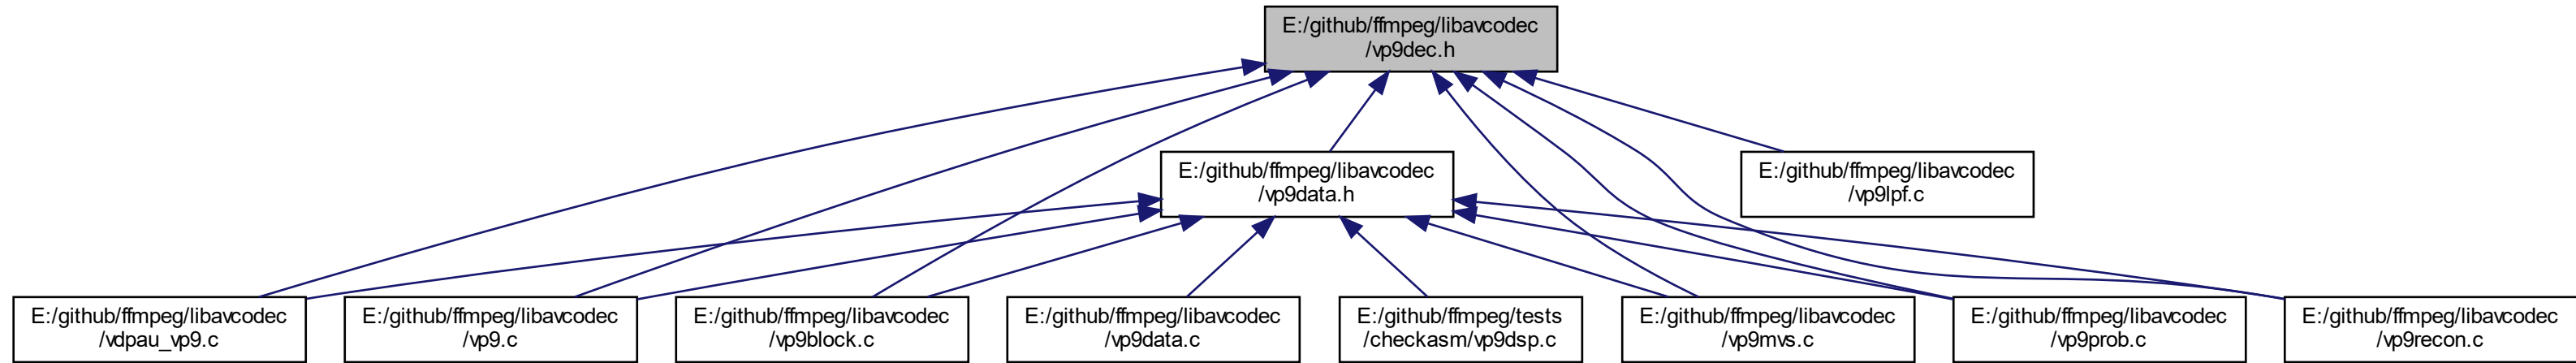 E:/github/ffmpeg/libavcodec
/vp9dec.h
E:/github/ffmpeg/libavcodec
/vp9data.h
E:/github/ffmpeg/libavcodec
/vp9lpf.c
E:/github/ffmpeg/libavcodec
/vdpau_vp9.c
E:/github/ffmpeg/libavcodec
/vp9.c
E:/github/ffmpeg/libavcodec
/vp9block.c
E:/github/ffmpeg/libavcodec
/vp9data.c
E:/github/ffmpeg/tests
/checkasm/vp9dsp.c
E:/github/ffmpeg/libavcodec
/vp9mvs.c
E:/github/ffmpeg/libavcodec
/vp9prob.c
E:/github/ffmpeg/libavcodec
/vp9recon.c